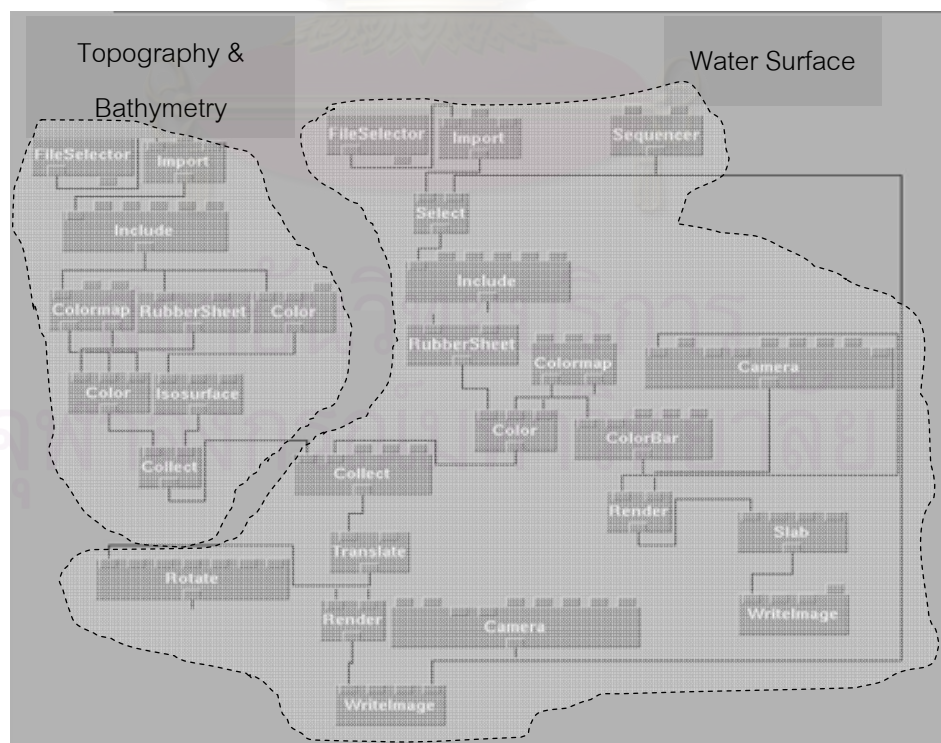 Topography &
Bathymetry
Water Surface
FileSelector
Import
Include
Colormap
RubberSheet
Color
Color
Isosurface
Collect
FileSelector
Import
Sequencer
Select
Include
RubberSheet
Colormap
Camera
Color
ColorBar
Collect
Render
Slab
Translate
Rotate
WriteImage
Render
Camera
WriteImage